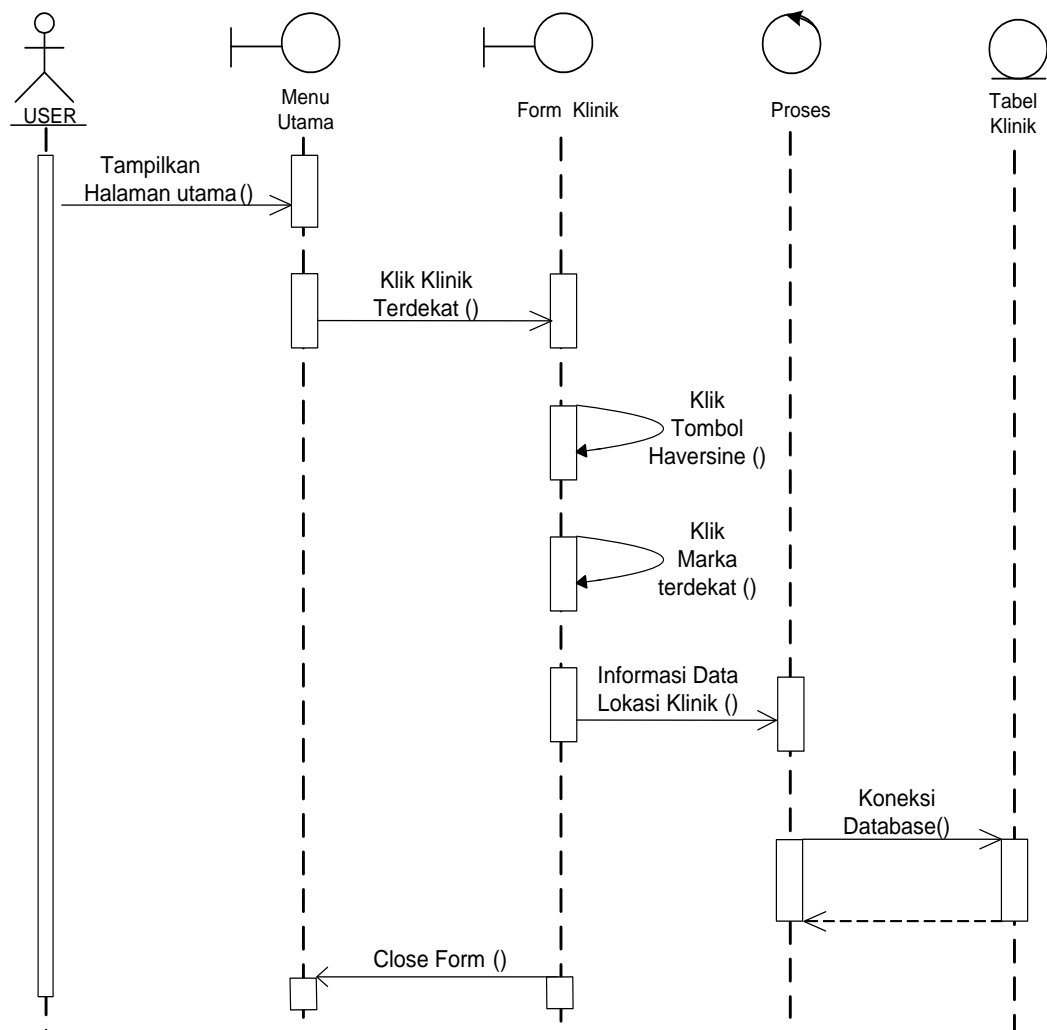 USER
Menu
Utama
Form Klinik
Proses
Tabel
Klinik
Tampilkan
Halaman utama ()
Klik Klinik
Terdekat ()
Klik
Tombol
Haversine ()
Klik
Marka
terdekat ()
Informasi Data
Lokasi Klinik ()
Koneksi
Database()
Close Form ()